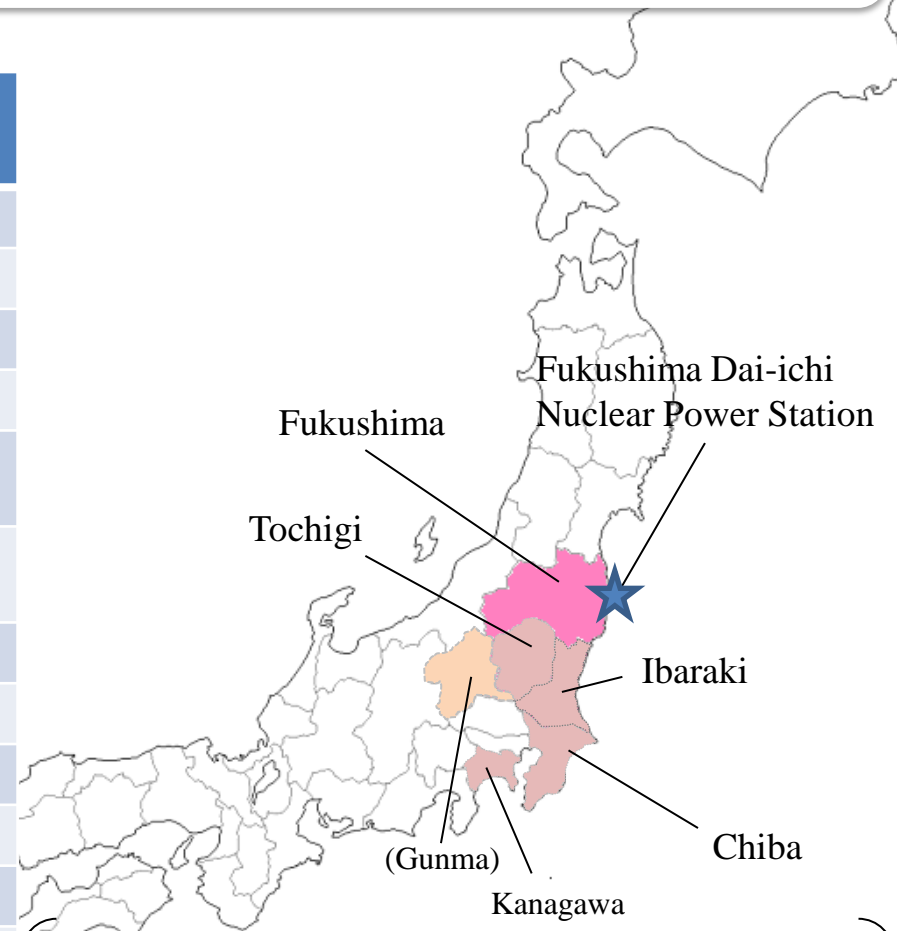 Fukushima Dai-ichi
Nuclear Power Station
Fukushima
Tochigi
Ibaraki
Chiba
(Gunma)
Kanagawa